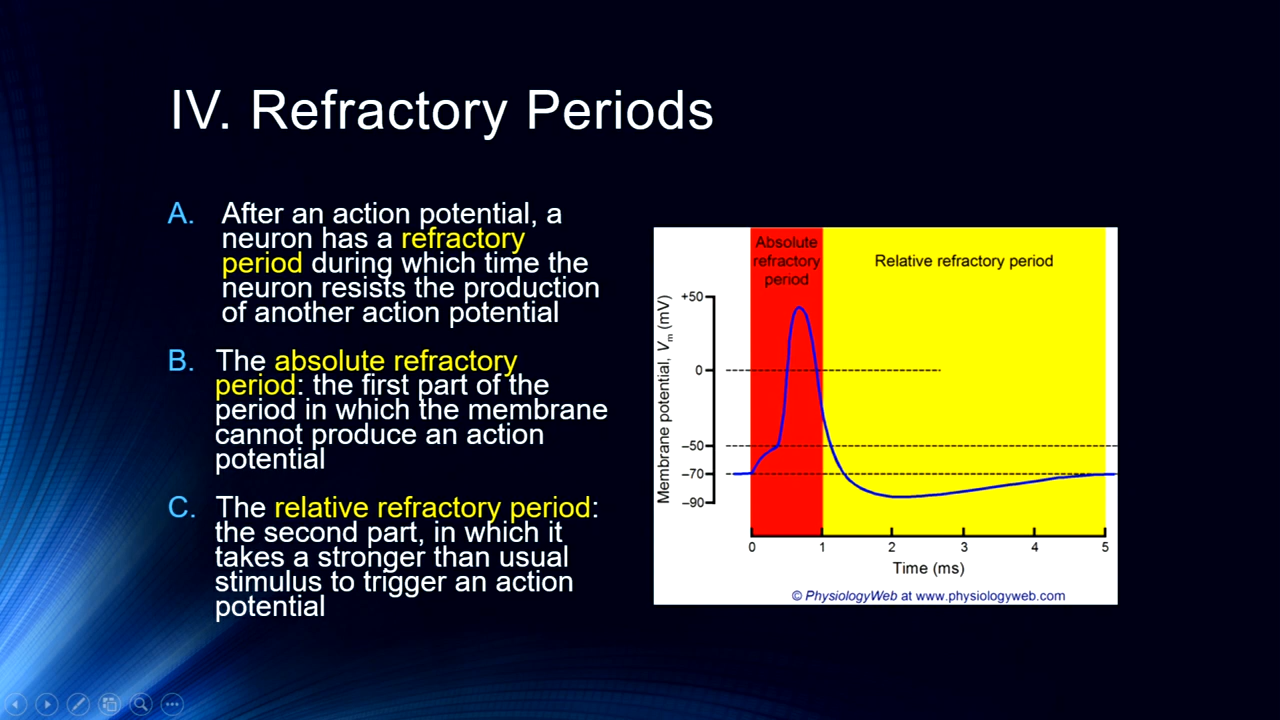 IV. Refractory Periods
A. After an action potential, a
neuron has a refractory
period during which time the
neuron resists the production
of another action potential
B. The absolute refractory
period: the first part of the
period in which the membrane
cannot produce an action
potential
C. The relative refractory period:
the second part, in which it
takes a stronger than usual
stimulus to trigger an action
potential
Absolute
refractory
period
Relative refractory period
Membrane potential, Vm (mV)
+50
0
–50
–70
–90
0 1 2 3 4 5
Time (ms)
© PhysiologyWeb at www.physiologyweb.com